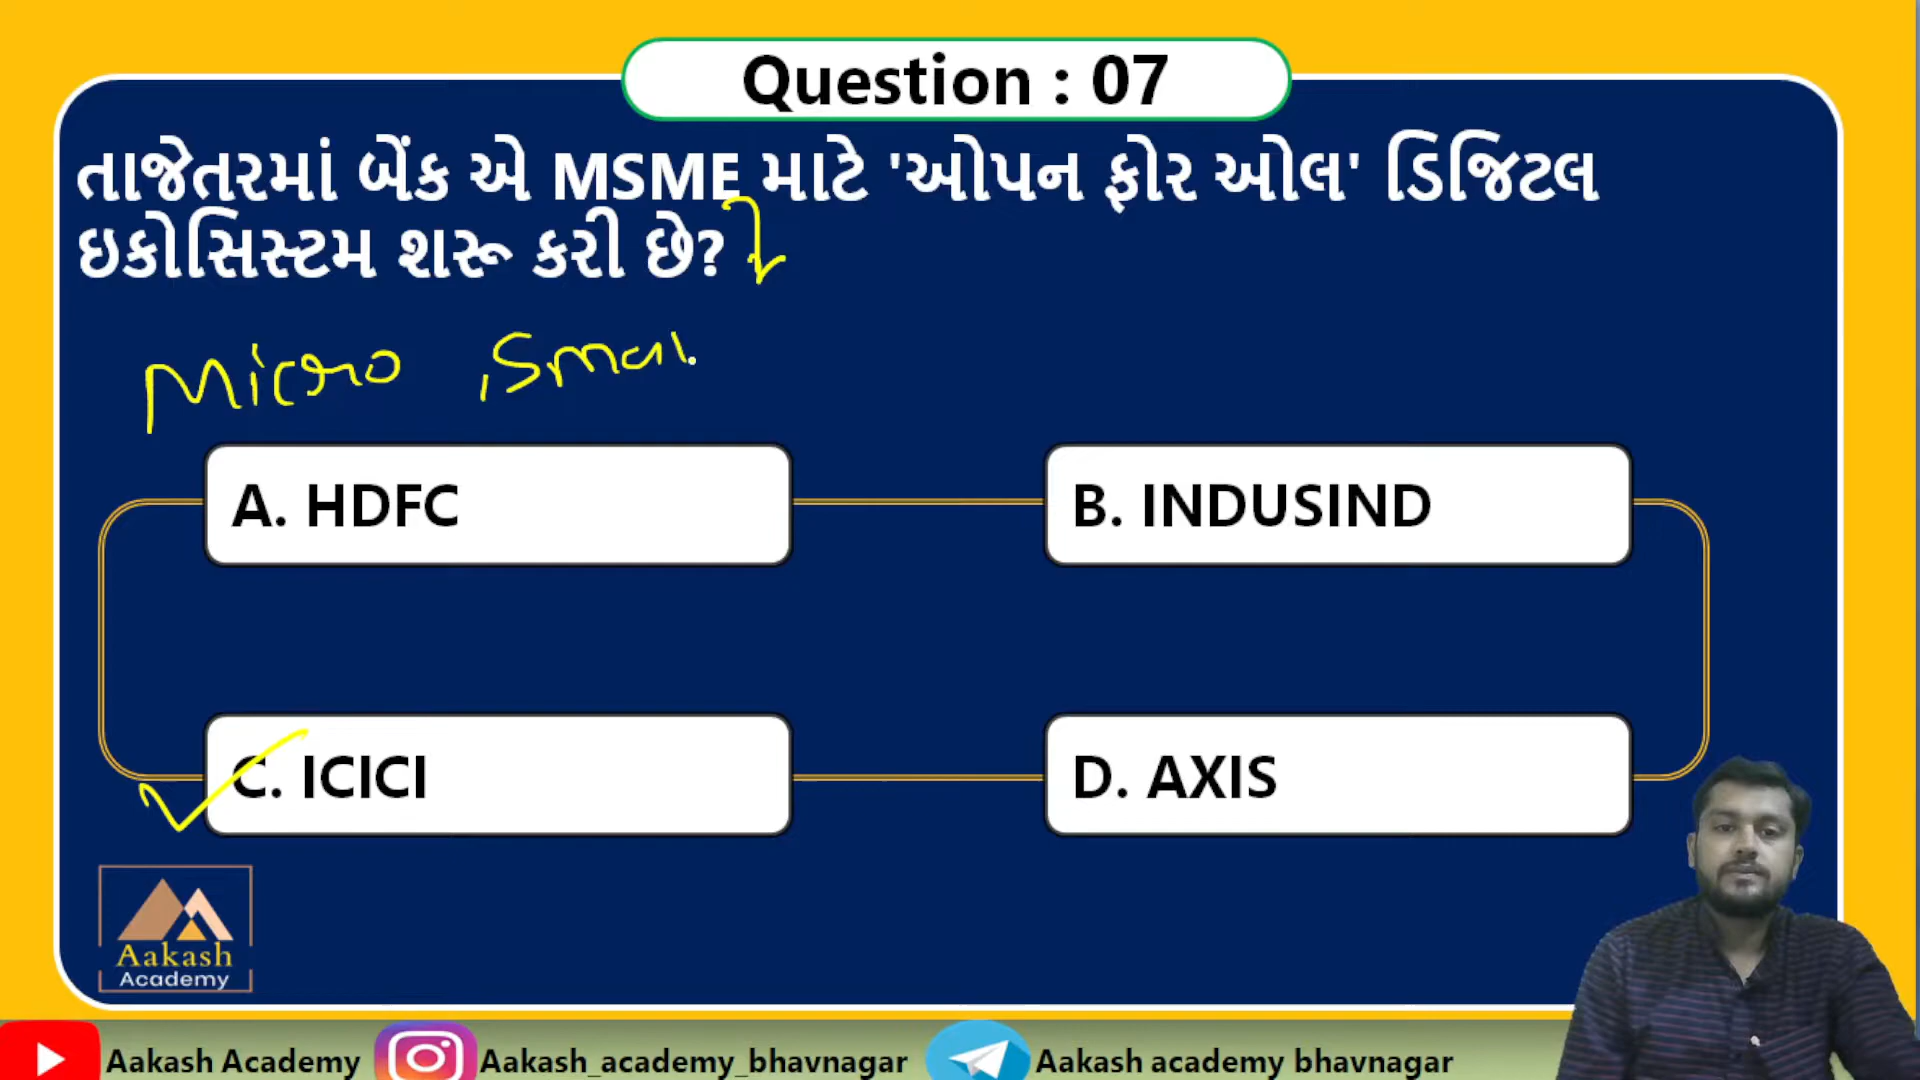 Question : 07
તાજેતરમાં બેંક એ MSME માટે 'ઓપન ફોર ઓલ' ડિજિટલ
ઇકોસિસ્ટમ શરૂ કરી છે?
Micro , Smal
A. HDFC
B. INDUSIND
C. ICICI
D. AXIS
Aakash
Academy
Aakash Academy
Aakash_academy_bhavnagar
Aakash academy bhavnagar